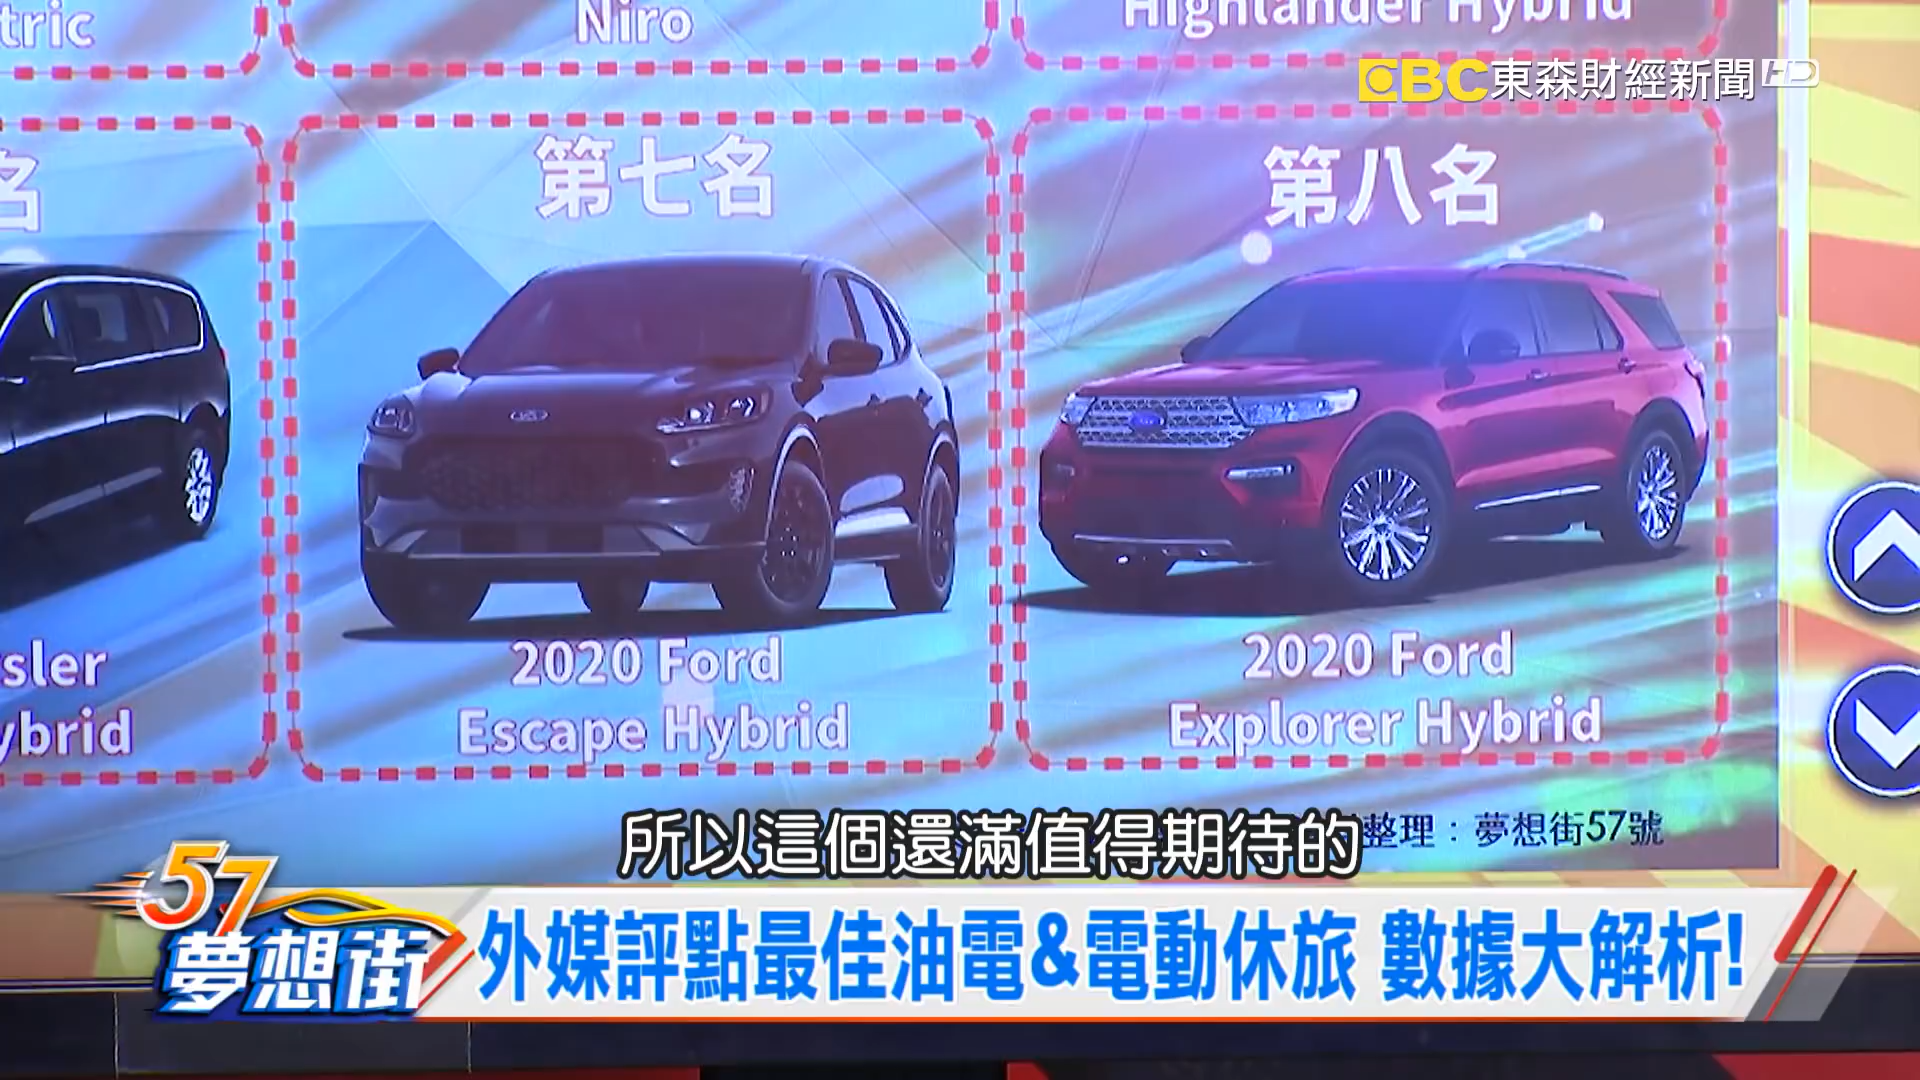 tric
Niro
Highlander Hybrid
EBC東森財經新聞HD
名
第七名
第八名
sler
ybrid
2020 Ford
Escape Hybrid
2020 Ford
Explorer Hybrid
整理：夢想街57號
所以這個還滿值得期待的
57
夢想街
外媒評點最佳油電&電動休旅 數據大解析!